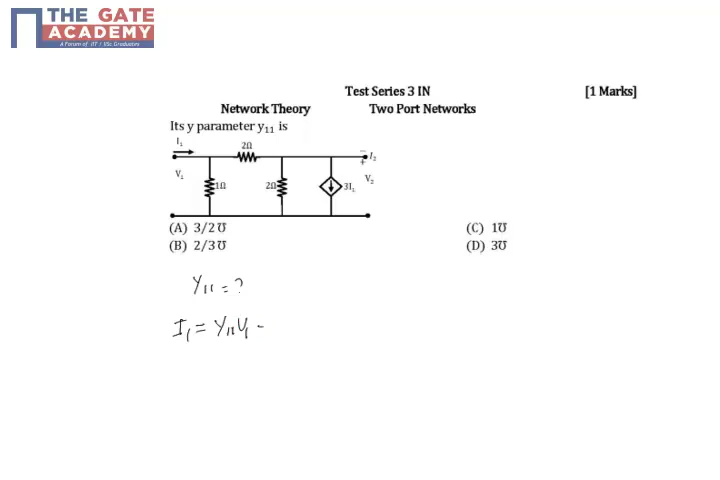 THE GATE
ACADEMY
A Forum of IIT / IISc Graduates
Test Series 3 IN [1 Marks]
Network Theory Two Port Networks
Its y parameter y₁₁ is
I₁ 2Ω − I₂
+
V₁ 1Ω 2Ω 3I₁ V₂
(A) 3/2℧ (C) 1℧
(B) 2/3℧ (D) 3℧
Y₁₁ = ?
I₁ = Y₁₁V₁ -